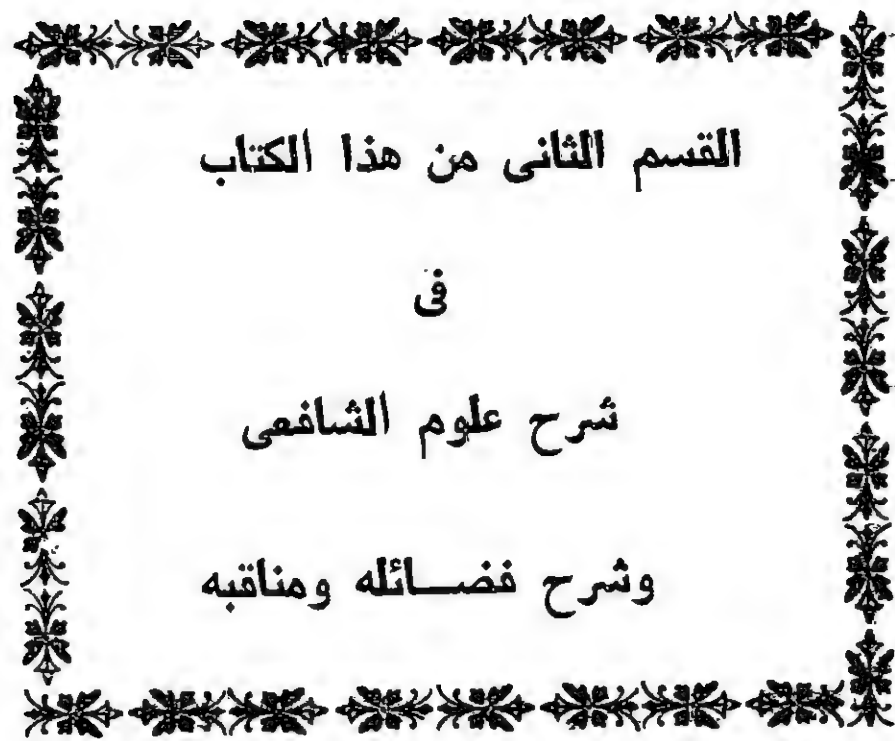 القسم الثانى من هذا الكتاب
فى
شرح علوم الشافعى
وشرح فضـــائله ومناقبه